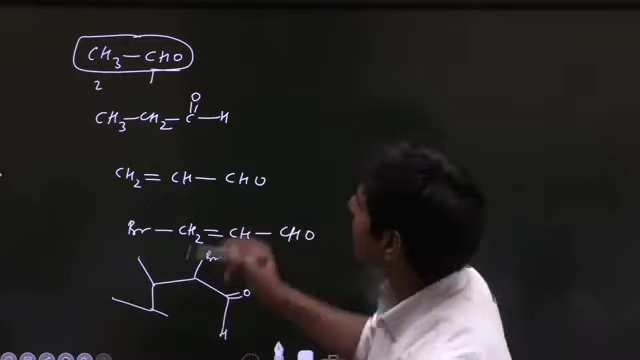 CH3—CHO
2 1
O
CH3—CH2—C—H
CH2=CH—CHO
Br—CH2=CH—CHO
Br
O
H